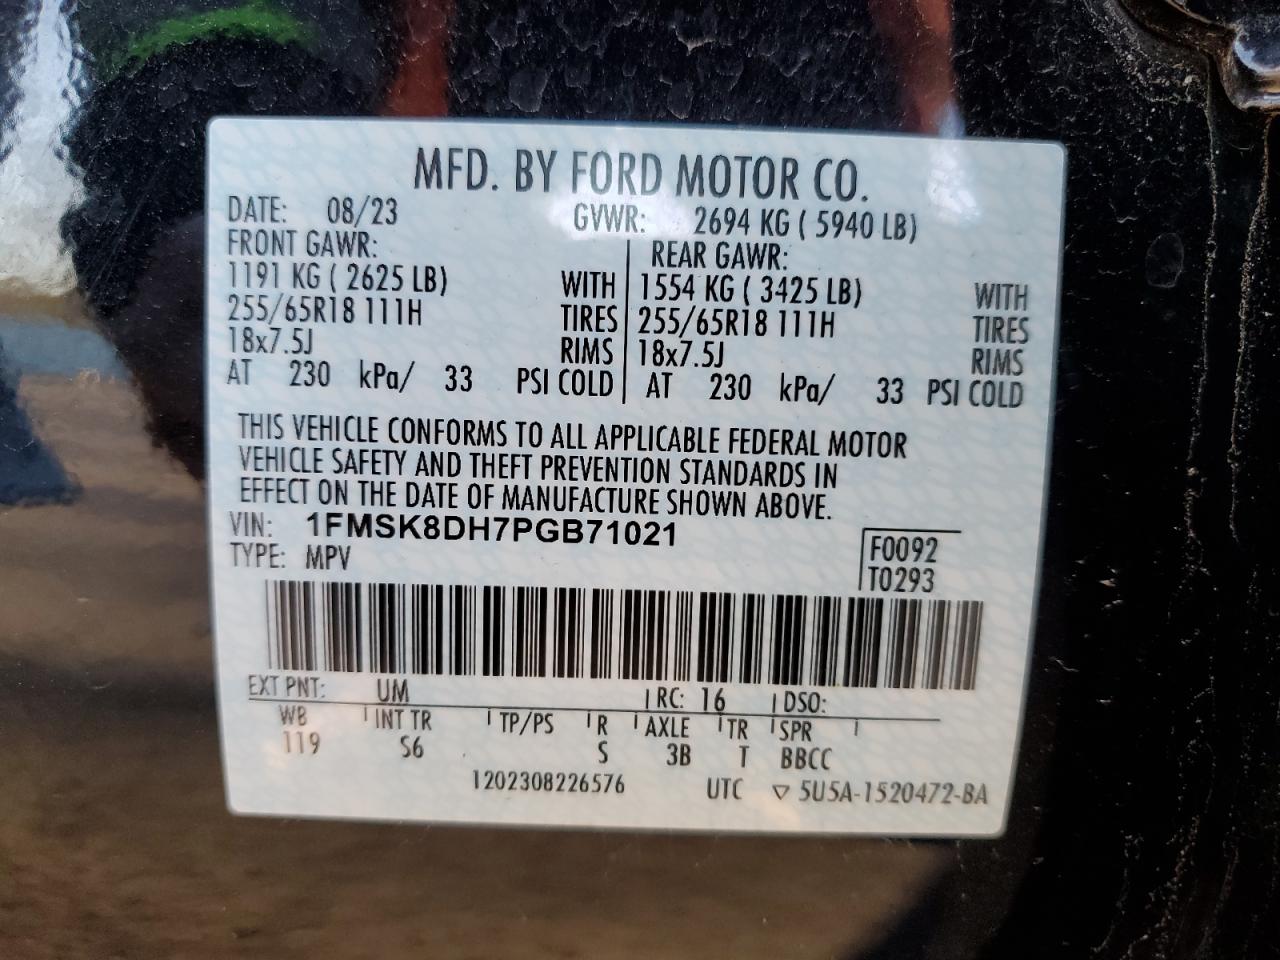 MFD. BY FORD MOTOR CO.
DATE: 08/23 GVWR: 2694 KG ( 5940 LB)
FRONT GAWR: REAR GAWR:
1191 KG ( 2625 LB) WITH 1554 KG ( 3425 LB) WITH
255/65R18 111H TIRES 255/65R18 111H TIRES
18x7.5J RIMS 18x7.5J RIMS
AT 230 kPa/ 33 PSI COLD AT 230 kPa/ 33 PSI COLD
THIS VEHICLE CONFORMS TO ALL APPLICABLE FEDERAL MOTOR
VEHICLE SAFETY AND THEFT PREVENTION STANDARDS IN
EFFECT ON THE DATE OF MANUFACTURE SHOWN ABOVE.
VIN: 1FMSK8DH7PGB71021
TYPE: MPV
F0092
T0293
EXT PNT: UM RC: 16 DSO:
WB INT TR TP/PS R AXLE TR SPR
119 S6 S 3B T BBCC
1202308226576 UTC ▽ 5U5A-1520472-BA